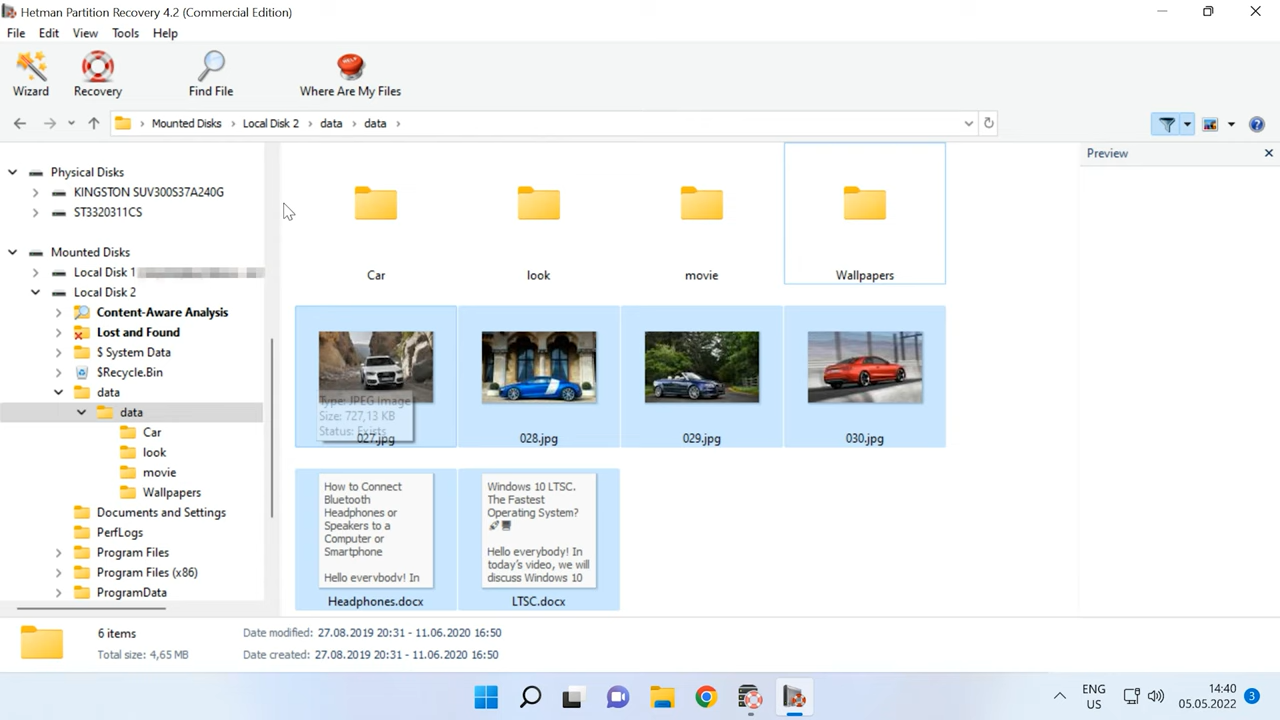 Hetman Partition Recovery 4.2 (Commercial Edition)
File Edit View Tools Help
Wizard Recovery Find File Where Are My Files
Mounted Disks Local Disk 2 data data
Physical Disks
KINGSTON SUV300S37A240G
ST3320311CS
Mounted Disks
Local Disk 1
Local Disk 2
Content-Aware Analysis
Lost and Found
$ System Data
$Recycle.Bin
data
data
Car
look
movie
Wallpapers
Documents and Settings
PerfLogs
Program Files
Program Files (x86)
ProgramData
Car look movie Wallpapers
Type: JPEG Image
Size: 727,13 KB
Status: Exists
027.jpg 028.jpg 029.jpg 030.jpg
How to Connect
Bluetooth
Headphones or
Speakers to a
Computer or
Smartphone
Hello everybody! In
Headphones.docx
Windows 10 LTSC.
The Fastest
Operating System?
🚀🖥
Hello everybody! In
today's video, we will
discuss Windows 10
LTSC.docx
Preview
6 items
Total size: 4,65 MB
Date modified: 27.08.2019 20:31 - 11.06.2020 16:50
Date created: 27.08.2019 20:31 - 11.06.2020 16:50
ENG
US
14:40
05.05.2022
3